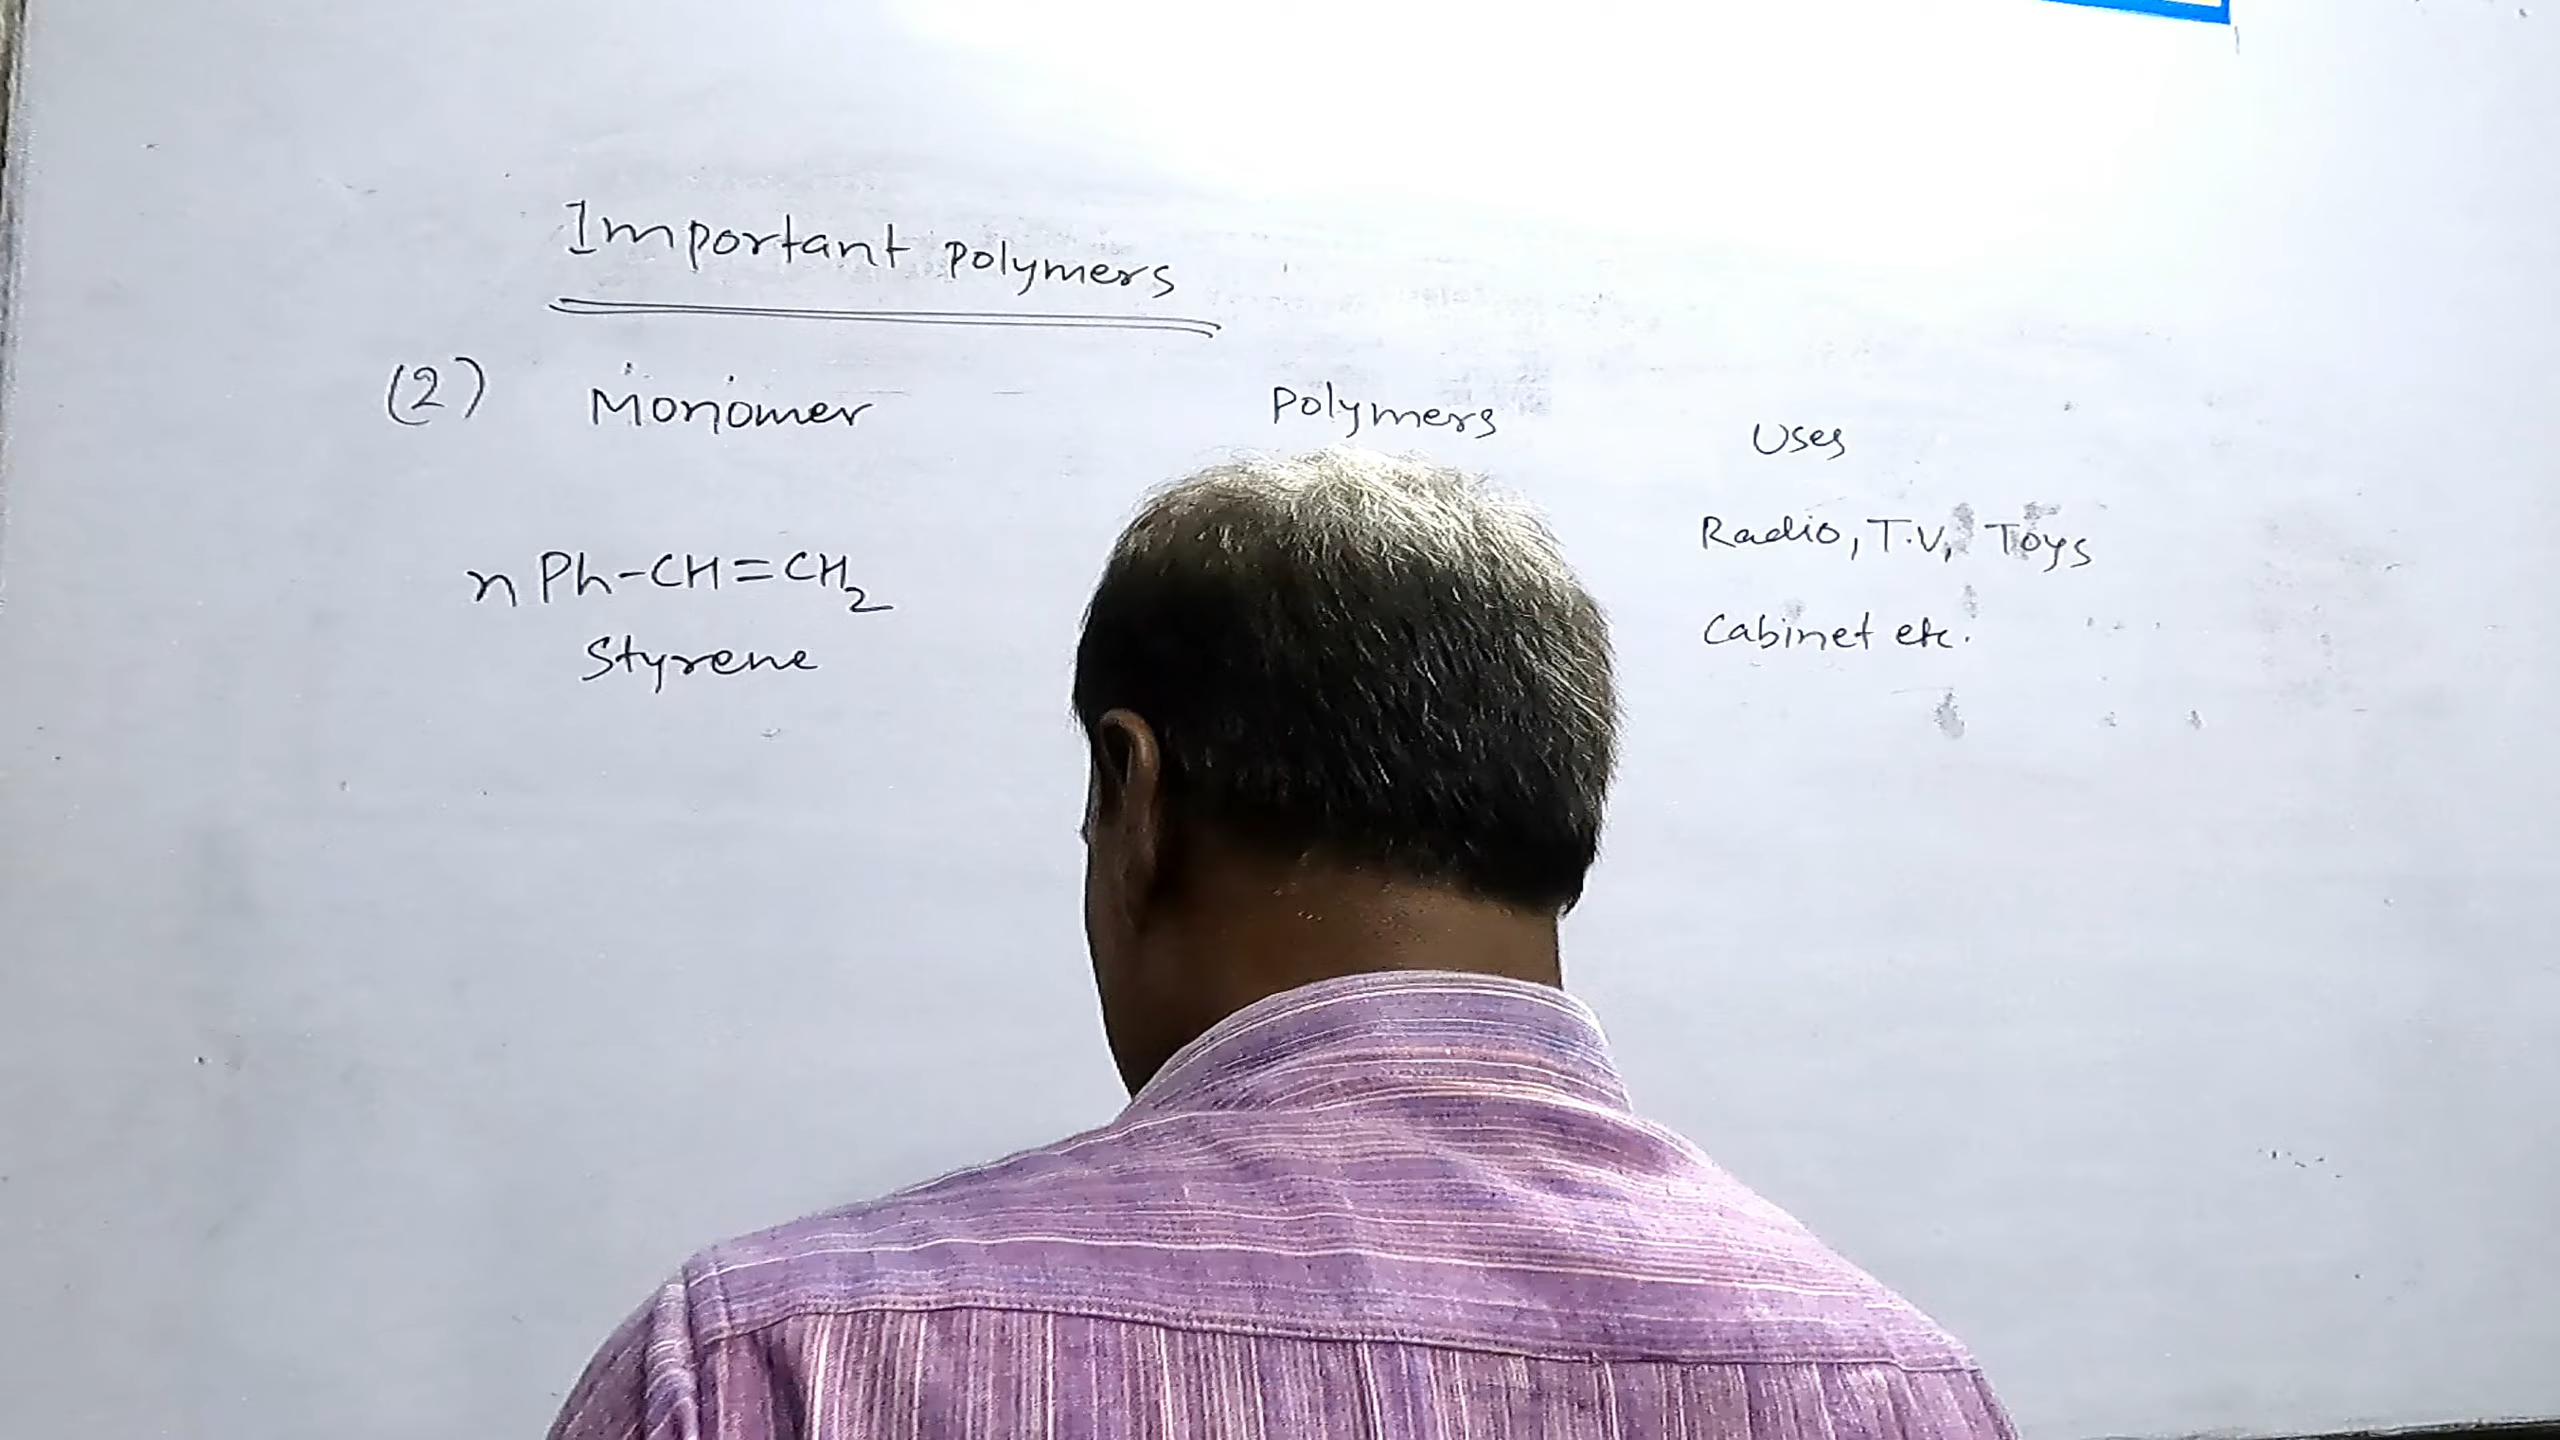 Important Polymers
(2) Monomer Polymers Uses
n Ph-CH=CH2 Radio, T.V, Toys
Styrene Cabinet etc.